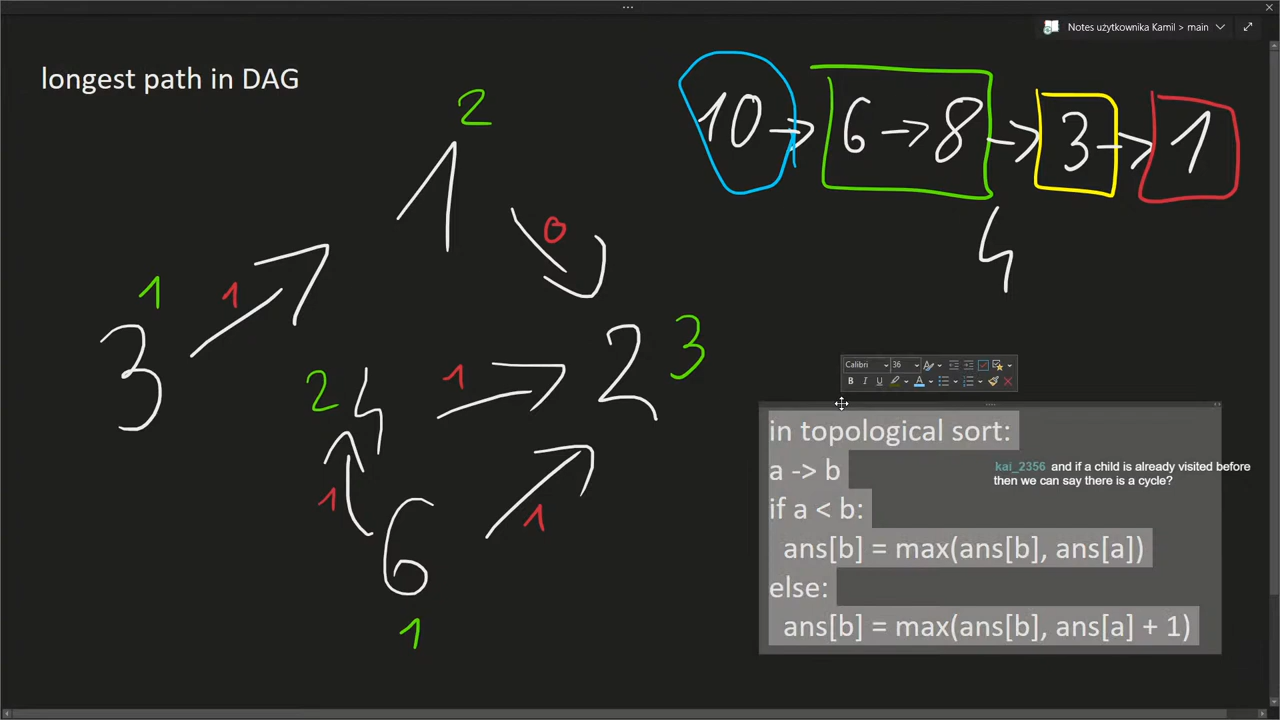 Notes użytkownika Kamil > main
longest path in DAG
10 → 6 → 8 → 3 → 1
4
2
1
0
1
1
3
2
4
1
2
3
1
6
1
1
Calibri 36
B I U A
in topological sort:
a -> b
if a < b:
ans[b] = max(ans[b], ans[a])
else:
ans[b] = max(ans[b], ans[a] + 1)
kai_2356 and if a child is already visited before
then we can say there is a cycle?